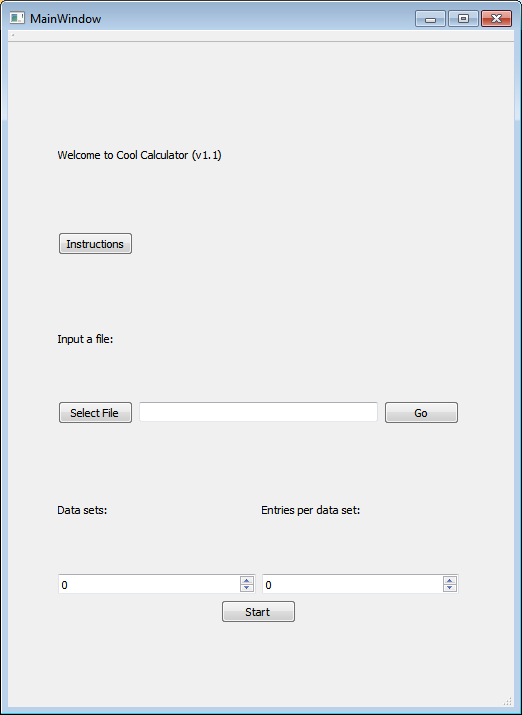 MainWindow
Welcome to Cool Calculator (v1.1)
Instructions
Input a file:
Select File Go
Data sets: Entries per data set:
0 0
Start